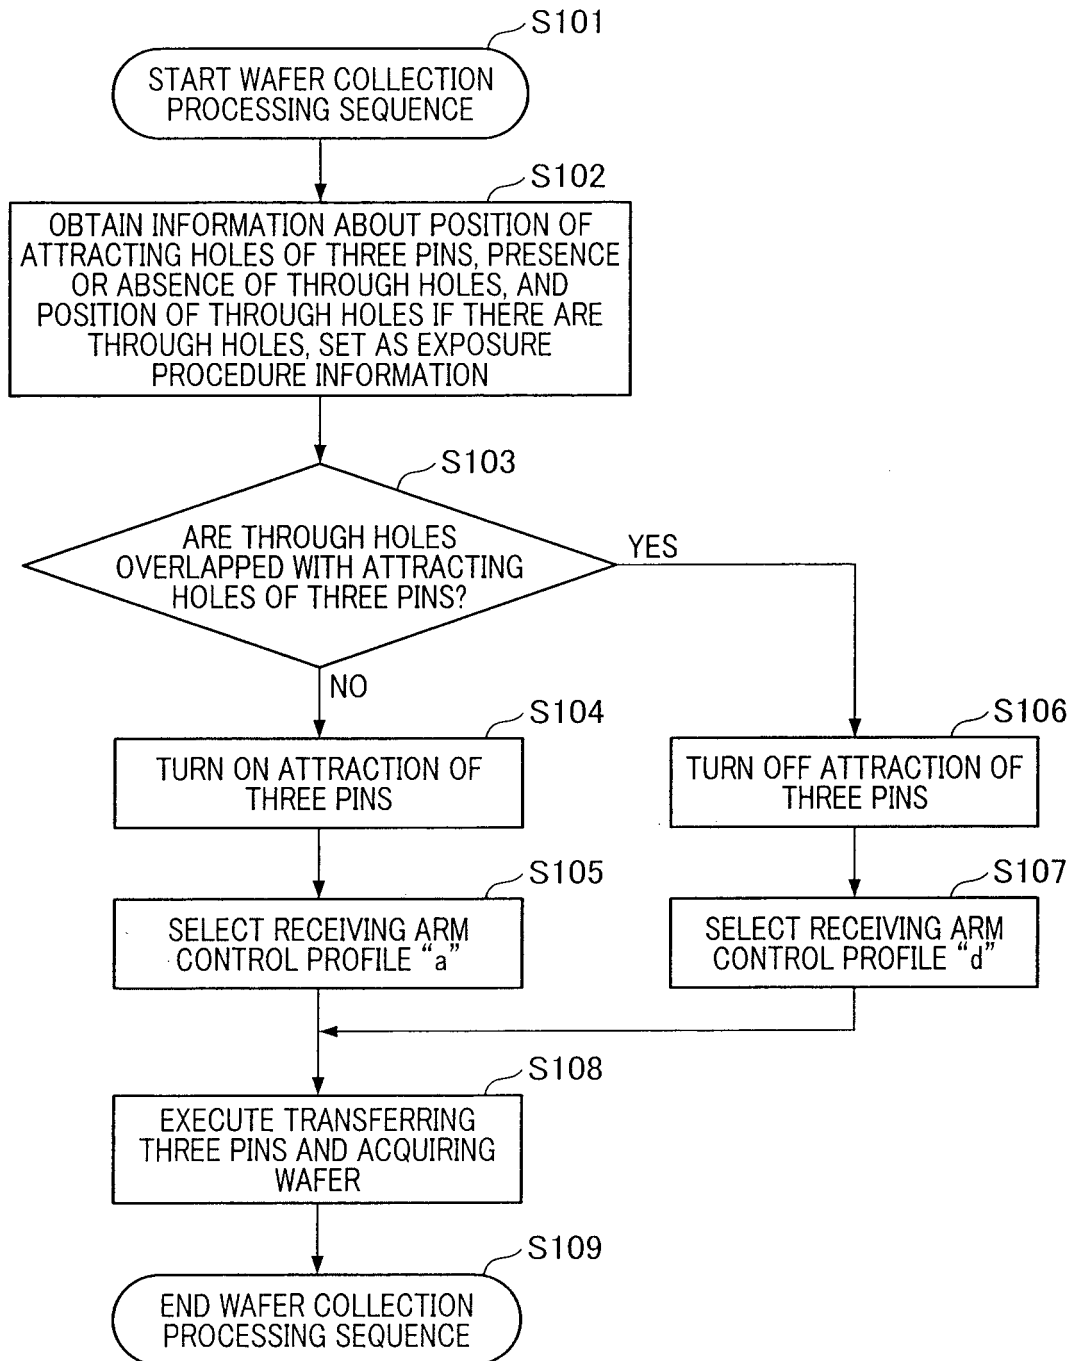 S101
START WAFER COLLECTION
PROCESSING SEQUENCE
S102
OBTAIN INFORMATION ABOUT POSITION OF
ATTRACTING HOLES OF THREE PINS, PRESENCE
OR ABSENCE OF THROUGH HOLES, AND
POSITION OF THROUGH HOLES IF THERE ARE
THROUGH HOLES, SET AS EXPOSURE
PROCEDURE INFORMATION
S103
ARE THROUGH HOLES
OVERLAPPED WITH ATTRACTING
HOLES OF THREE PINS?
YES
NO
S104
TURN ON ATTRACTION OF
THREE PINS
S106
TURN OFF ATTRACTION OF
THREE PINS
S105
SELECT RECEIVING ARM
CONTROL PROFILE “a”
S107
SELECT RECEIVING ARM
CONTROL PROFILE “d”
S108
EXECUTE TRANSFERRING
THREE PINS AND ACQUIRING
WAFER
S109
END WAFER COLLECTION
PROCESSING SEQUENCE